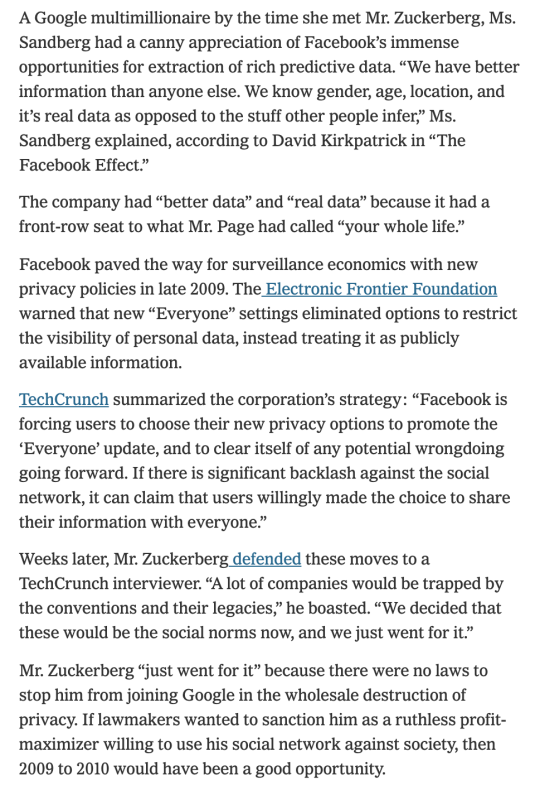 A Google multimillionaire by the time she met Mr. Zuckerberg, Ms.
Sandberg had a canny appreciation of Facebook’s immense
opportunities for extraction of rich predictive data. “We have better
information than anyone else. We know gender, age, location, and
it’s real data as opposed to the stuff other people infer,” Ms.
Sandberg explained, according to David Kirkpatrick in “The
Facebook Effect.”
The company had “better data” and “real data” because it had a
front-row seat to what Mr. Page had called “your whole life.”
Facebook paved the way for surveillance economics with new
privacy policies in late 2009. The Electronic Frontier Foundation
warned that new “Everyone” settings eliminated options to restrict
the visibility of personal data, instead treating it as publicly
available information.
TechCrunch summarized the corporation’s strategy: “Facebook is
forcing users to choose their new privacy options to promote the
‘Everyone’ update, and to clear itself of any potential wrongdoing
going forward. If there is significant backlash against the social
network, it can claim that users willingly made the choice to share
their information with everyone.”
Weeks later, Mr. Zuckerberg defended these moves to a
TechCrunch interviewer. “A lot of companies would be trapped by
the conventions and their legacies,” he boasted. “We decided that
these would be the social norms now, and we just went for it.”
Mr. Zuckerberg “just went for it” because there were no laws to
stop him from joining Google in the wholesale destruction of
privacy. If lawmakers wanted to sanction him as a ruthless profit-
maximizer willing to use his social network against society, then
2009 to 2010 would have been a good opportunity.